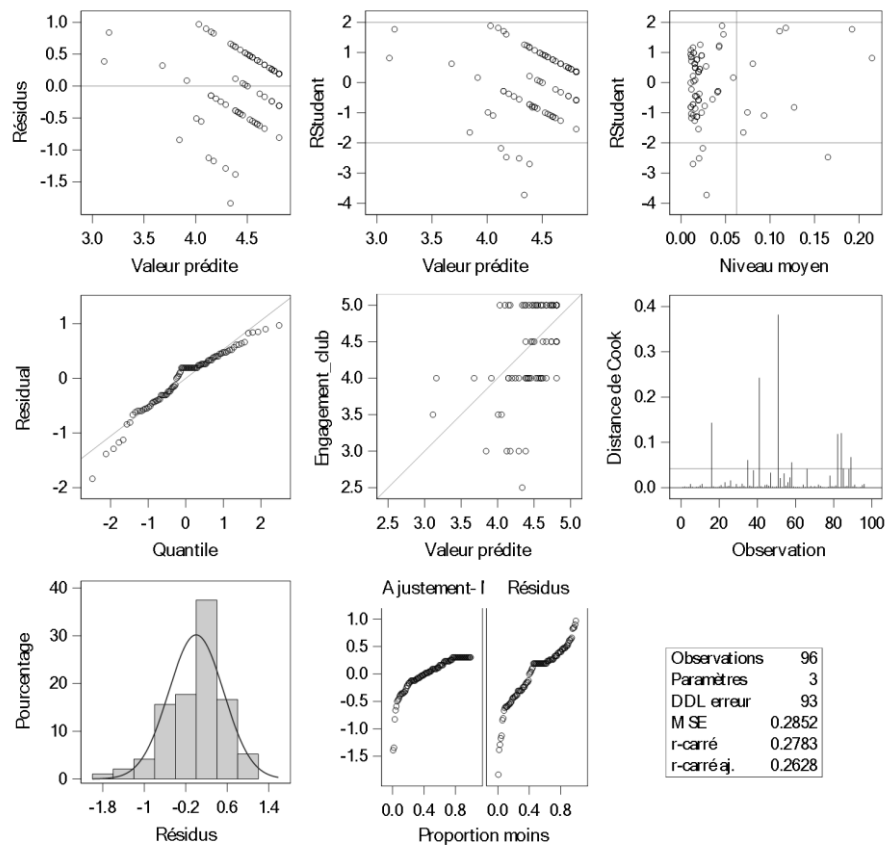 Résidus
1.0
0.5
0.0
-0.5
-1.0
-1.5
3.0 3.5 4.0 4.5
Valeur prédite
RStudent
2
1
0
-1
-2
-3
-4
3.0 3.5 4.0 4.5
Valeur prédite
RStudent
2
1
0
-1
-2
-3
-4
0.00 0.05 0.10 0.15 0.20
Niveau moyen
Residual
1
0
-1
-2
-2 -1 0 1 2
Quantile
Engagement_club
5.0
4.5
4.0
3.5
3.0
2.5
2.5 3.0 3.5 4.0 4.5 5.0
Valeur prédite
Distance de Cook
0.4
0.3
0.2
0.1
0.0
0 20 40 60 80 100
Observation
Pourcentage
40
30
20
10
0
-1.8 -1 -0.2 0.6 1.4
Résidus
Ajustement-
Résidus
1.0
0.5
0.0
-0.5
-1.0
-1.5
0.0 0.4 0.8 0.0 0.4 0.8
Proportion moins
Observations 96
Paramètres 3
DDL erreur 93
MSE 0.2852
r-carré 0.2783
r-carré aj. 0.2628